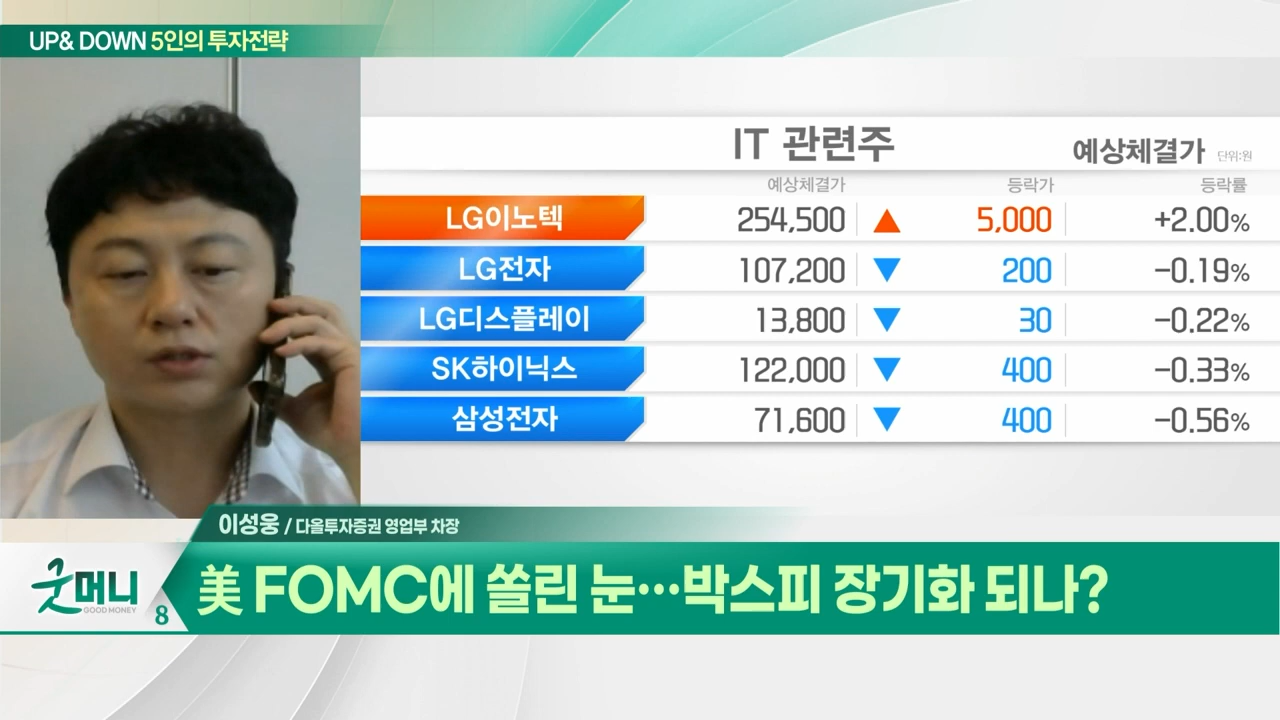 UP& DOWN 5인의 투자전략
IT 관련주
예상체결가 단위:원
예상체결가 등락가 등락률
LG이노텍 254,500 ▲ 5,000 +2.00%
LG전자 107,200 ▼ 200 -0.19%
LG디스플레이 13,800 ▼ 30 -0.22%
SK하이닉스 122,000 ▼ 400 -0.33%
삼성전자 71,600 ▼ 400 -0.56%
이성웅 / 다올투자증권 영업부 차장
굿머니 GOOD MONEY 8
美 FOMC에 쏠린 눈…박스피 장기화 되나?